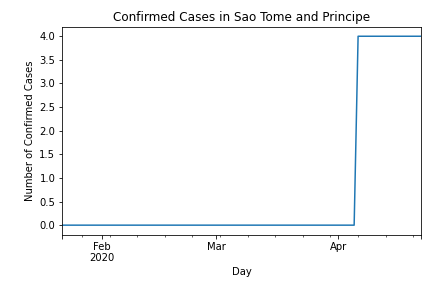 Confirmed Cases in Sao Tome and Principe
Number of Confirmed Cases
4.0
3.5
3.0
2.5
2.0
1.5
1.0
0.5
0.0
Feb Mar Apr
2020
Day